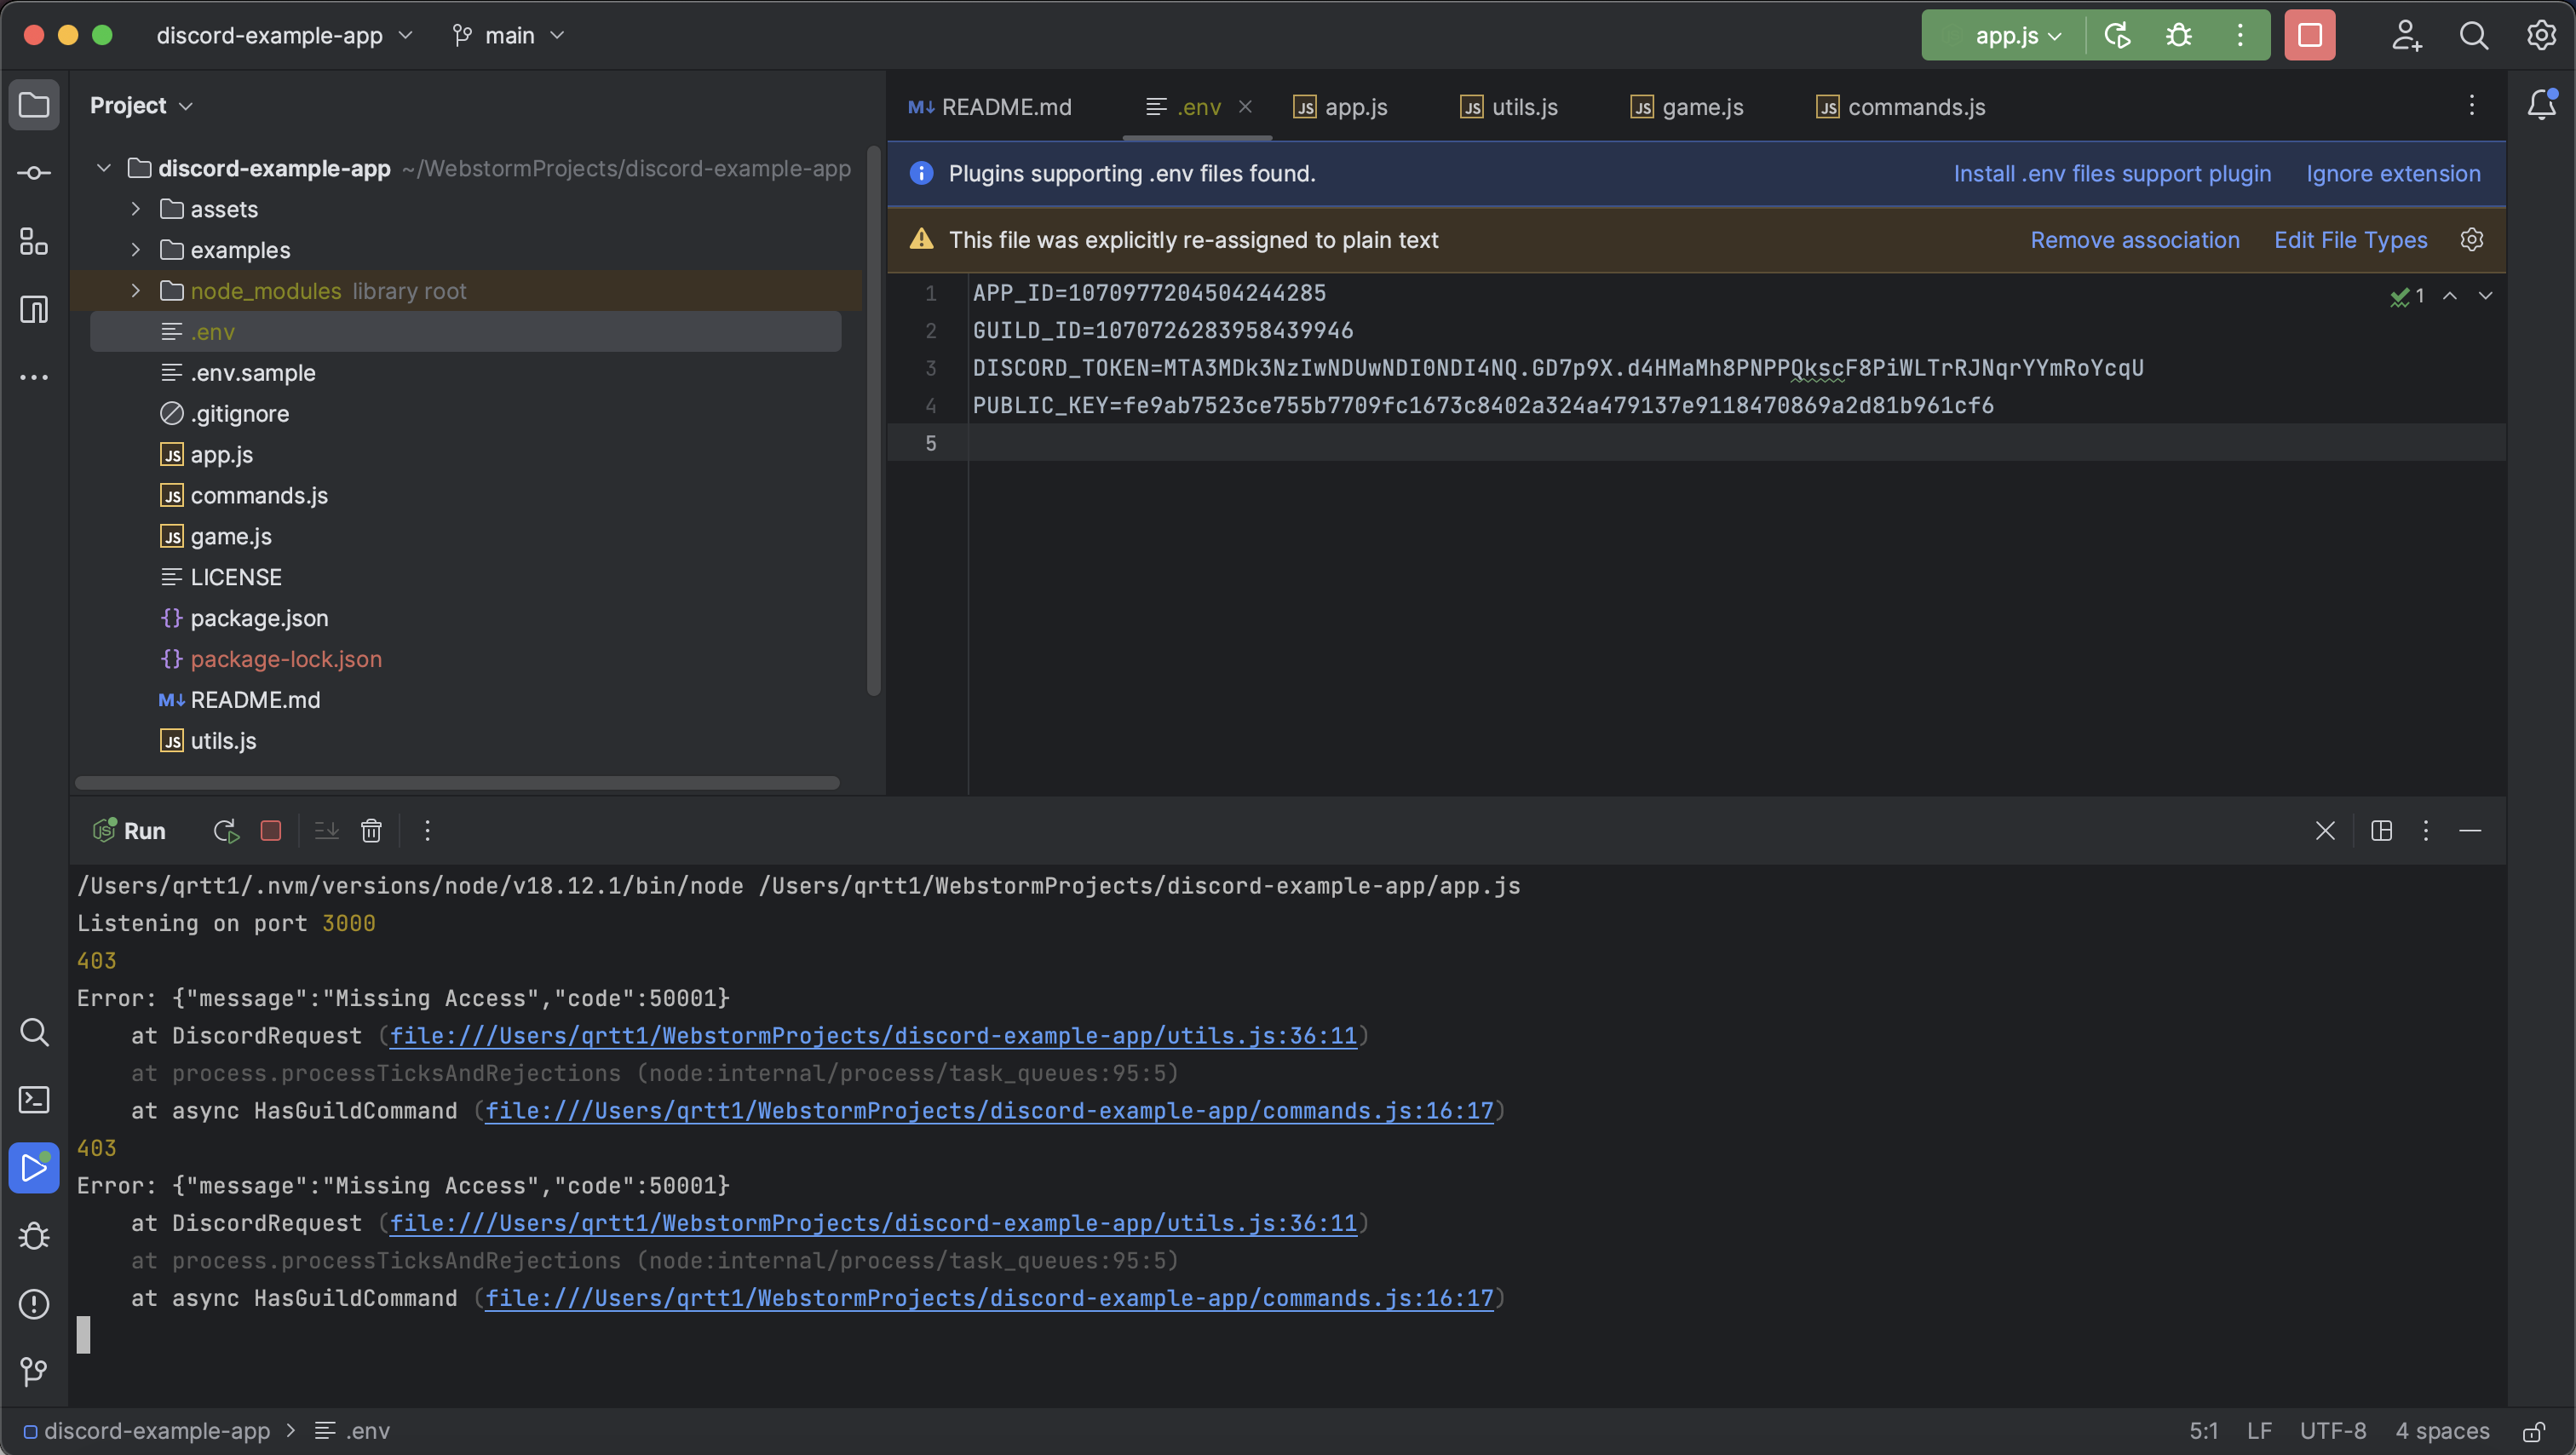 discord-example-app main app.js
Project
README.md .env app.js utils.js game.js commands.js
discord-example-app ~/WebstormProjects/discord-example-app
assets
examples
node_modules library root
.env
.env.sample
.gitignore
app.js
commands.js
game.js
LICENSE
package.json
package-lock.json
README.md
utils.js
Plugins supporting .env files found. Install .env files support plugin Ignore extension
This file was explicitly re-assigned to plain text Remove association Edit File Types
1 APP_ID=1070977204504244285
2 GUILD_ID=1070726283958439946
3 DISCORD_TOKEN=MTA3MDk3NzIwNDUwNDI0NDI4NQ.GD7p9X.d4HMaMh8PNPPQkscF8PiWLTrRJNqrYYmRoYcqU
4 PUBLIC_KEY=fe9ab7523ce755b7709fc1673c8402a324a479137e9118470869a2d81b961cf6
5
1
Run
/Users/qrtt1/.nvm/versions/node/v18.12.1/bin/node /Users/qrtt1/WebstormProjects/discord-example-app/app.js
Listening on port 3000
403
Error: {"message":"Missing Access","code":50001}
at DiscordRequest (file:///Users/qrtt1/WebstormProjects/discord-example-app/utils.js:36:11)
at process.processTicksAndRejections (node:internal/process/task_queues:95:5)
at async HasGuildCommand (file:///Users/qrtt1/WebstormProjects/discord-example-app/commands.js:16:17)
403
Error: {"message":"Missing Access","code":50001}
at DiscordRequest (file:///Users/qrtt1/WebstormProjects/discord-example-app/utils.js:36:11)
at process.processTicksAndRejections (node:internal/process/task_queues:95:5)
at async HasGuildCommand (file:///Users/qrtt1/WebstormProjects/discord-example-app/commands.js:16:17)
discord-example-app .env 5:1 LF UTF-8 4 spaces